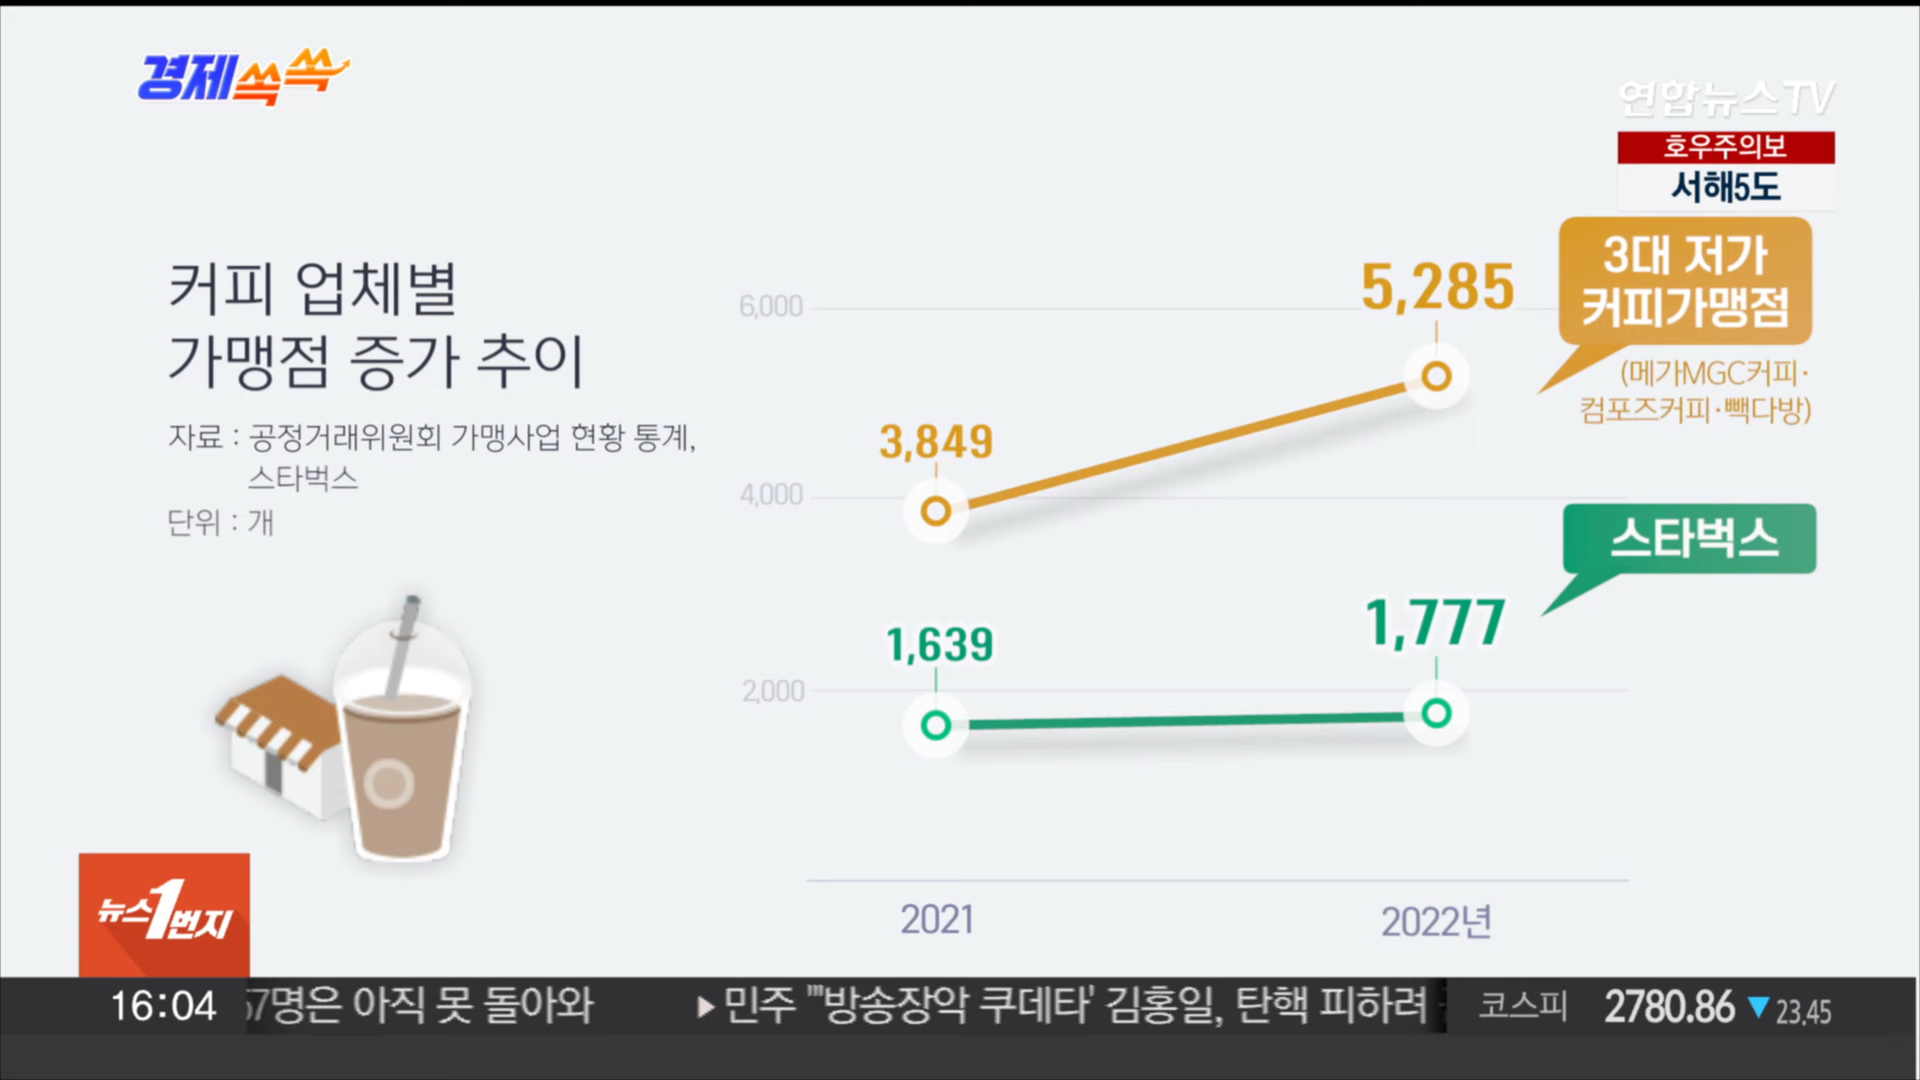 경제쏙쏙
연합뉴스TV
호우주의보
서해5도
커피 업체별
가맹점 증가 추이
자료 : 공정거래위원회 가맹사업 현황 통계,
스타벅스
단위 : 개
3대 저가
커피가맹점
(메가MGC커피·
컴포즈커피·빽다방)
스타벅스
6,000
4,000
2,000
3,849
5,285
1,639
1,777
2021
2022년
뉴스1번지
16:04
57명은 아직 못 돌아와
▶민주 "'방송장악 쿠데타' 김홍일, 탄핵 피하려
코스피 2780.86 ▼23.45